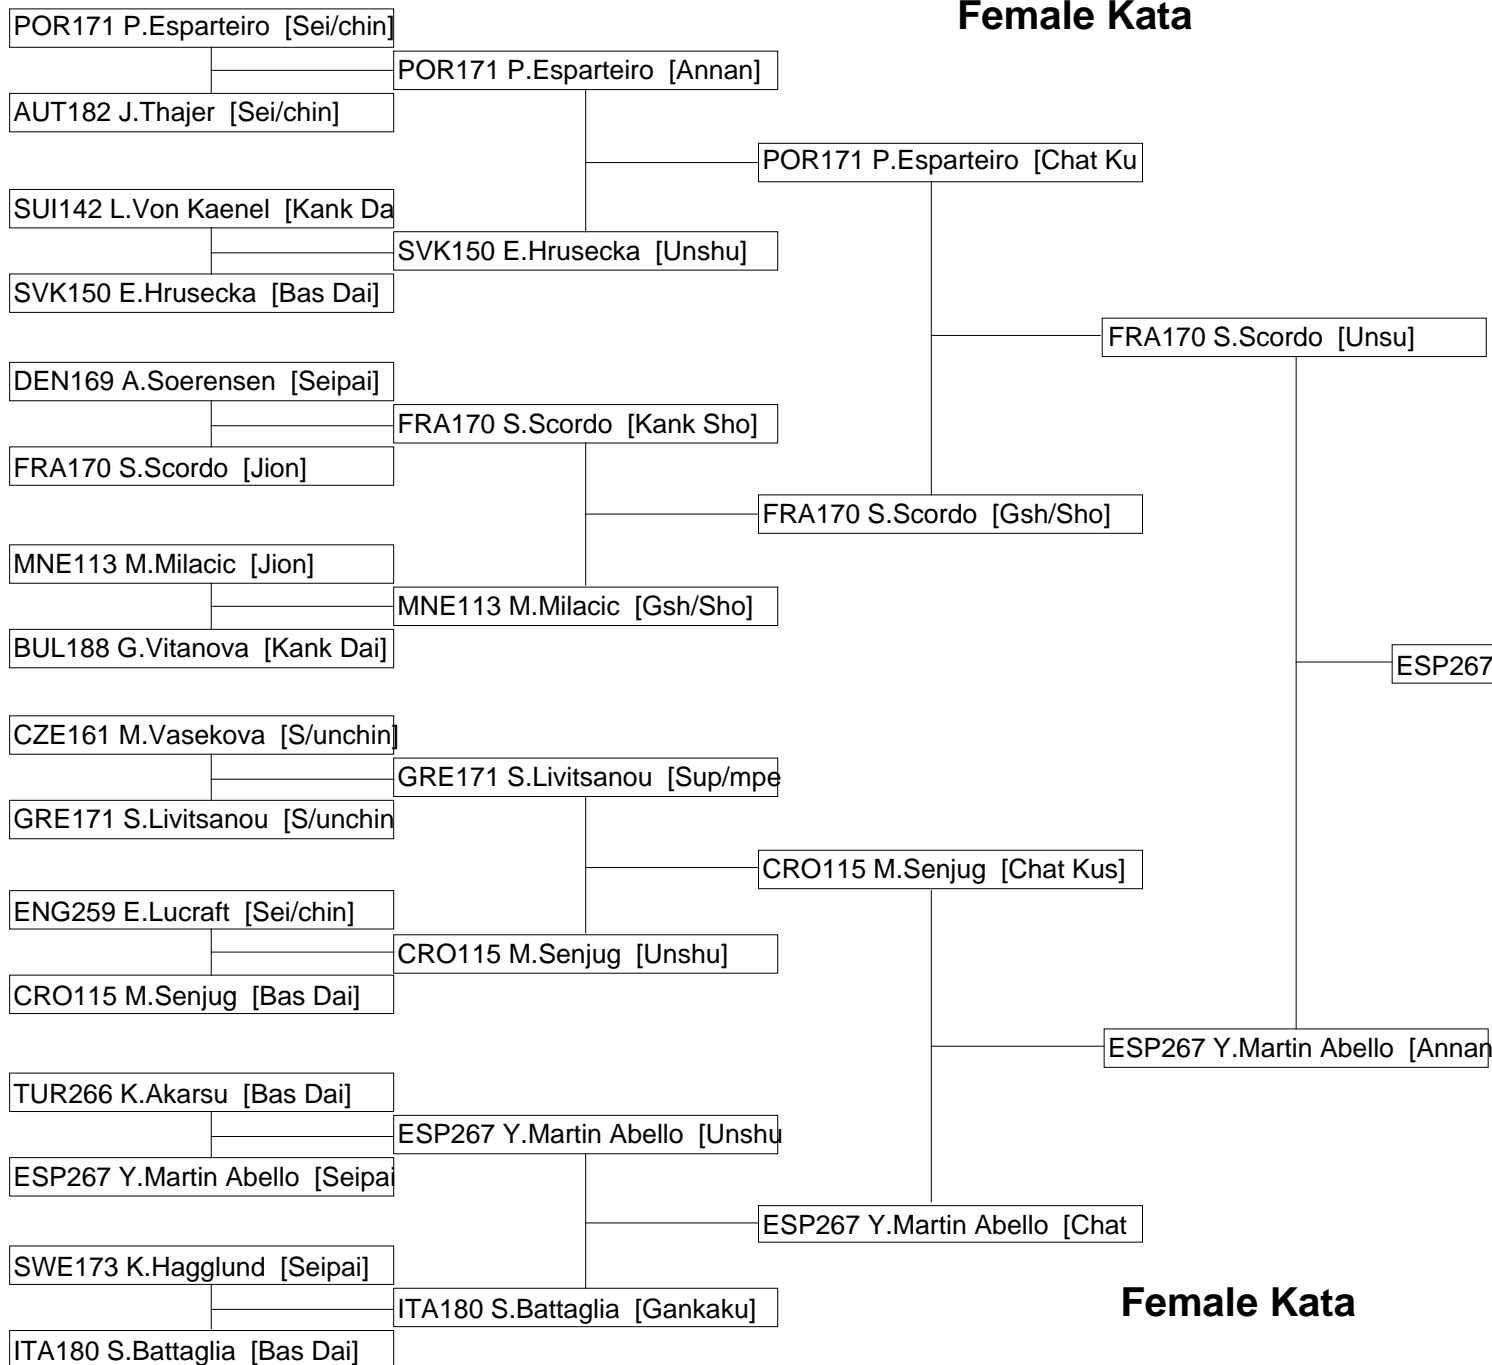 Female Kata
POR171 P.Esparteiro [Sei/chin]
POR171 P.Esparteiro [Annan]
AUT182 J.Thajer [Sei/chin]
POR171 P.Esparteiro [Chat Ku
SUI142 L.Von Kaenel [Kank Da
SVK150 E.Hrusecka [Unshu]
SVK150 E.Hrusecka [Bas Dai]
FRA170 S.Scordo [Unsu]
DEN169 A.Soerensen [Seipai]
FRA170 S.Scordo [Kank Sho]
FRA170 S.Scordo [Jion]
FRA170 S.Scordo [Gsh/Sho]
MNE113 M.Milacic [Jion]
MNE113 M.Milacic [Gsh/Sho]
BUL188 G.Vitanova [Kank Dai]
ESP267
CZE161 M.Vasekova [S/unchin]
GRE171 S.Livitsanou [Sup/mpe
GRE171 S.Livitsanou [S/unchin
CRO115 M.Senjug [Chat Kus]
ENG259 E.Lucraft [Sei/chin]
CRO115 M.Senjug [Unshu]
CRO115 M.Senjug [Bas Dai]
ESP267 Y.Martin Abello [Annan
TUR266 K.Akarsu [Bas Dai]
ESP267 Y.Martin Abello [Unshu
ESP267 Y.Martin Abello [Seipai
ESP267 Y.Martin Abello [Chat
SWE173 K.Hagglund [Seipai]
ITA180 S.Battaglia [Gankaku]
Female Kata
ITA180 S.Battaglia [Bas Dai]